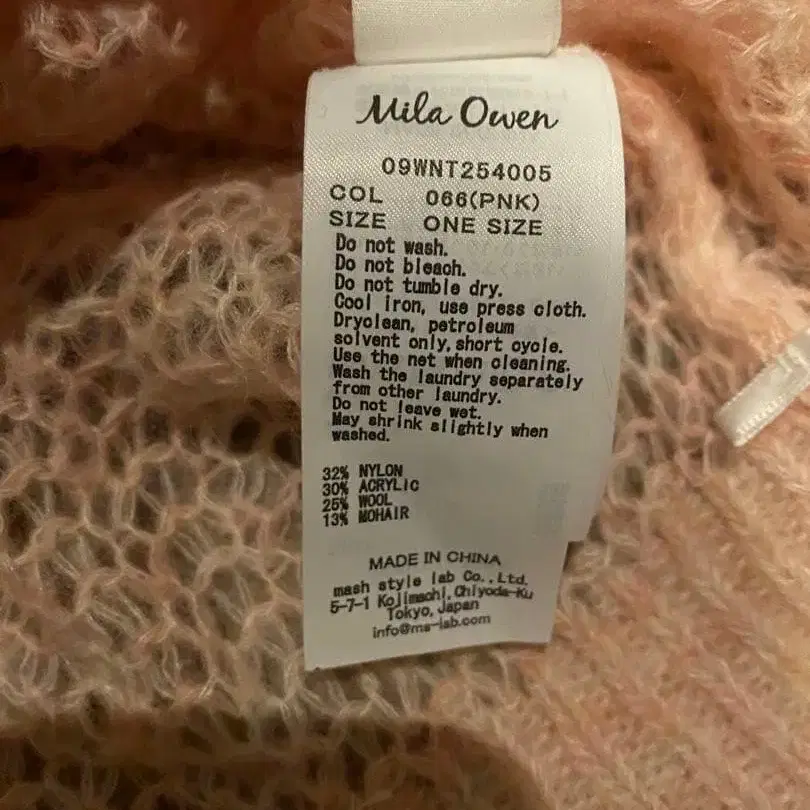 Mila Owen
09WNT254005
COL 066(PNK)
SIZE ONE SIZE
Do not wash.
Do not bleach.
Do not tumble dry.
Cool iron, use press cloth.
Dryclean, petroleum
solvent only, short cycle.
Use the net when cleaning.
Wash the laundry separately
from other laundry.
Do not leave wet.
May shrink slightly when
washed.
32% NYLON
30% ACRYLIC
25% WOOL
13% MOHAIR
MADE IN CHINA
mash style lab Co.,Ltd.
5-7-1 Kojimachi, Chiyoda-Ku
Tokyo, Japan
info@ms-lab.com